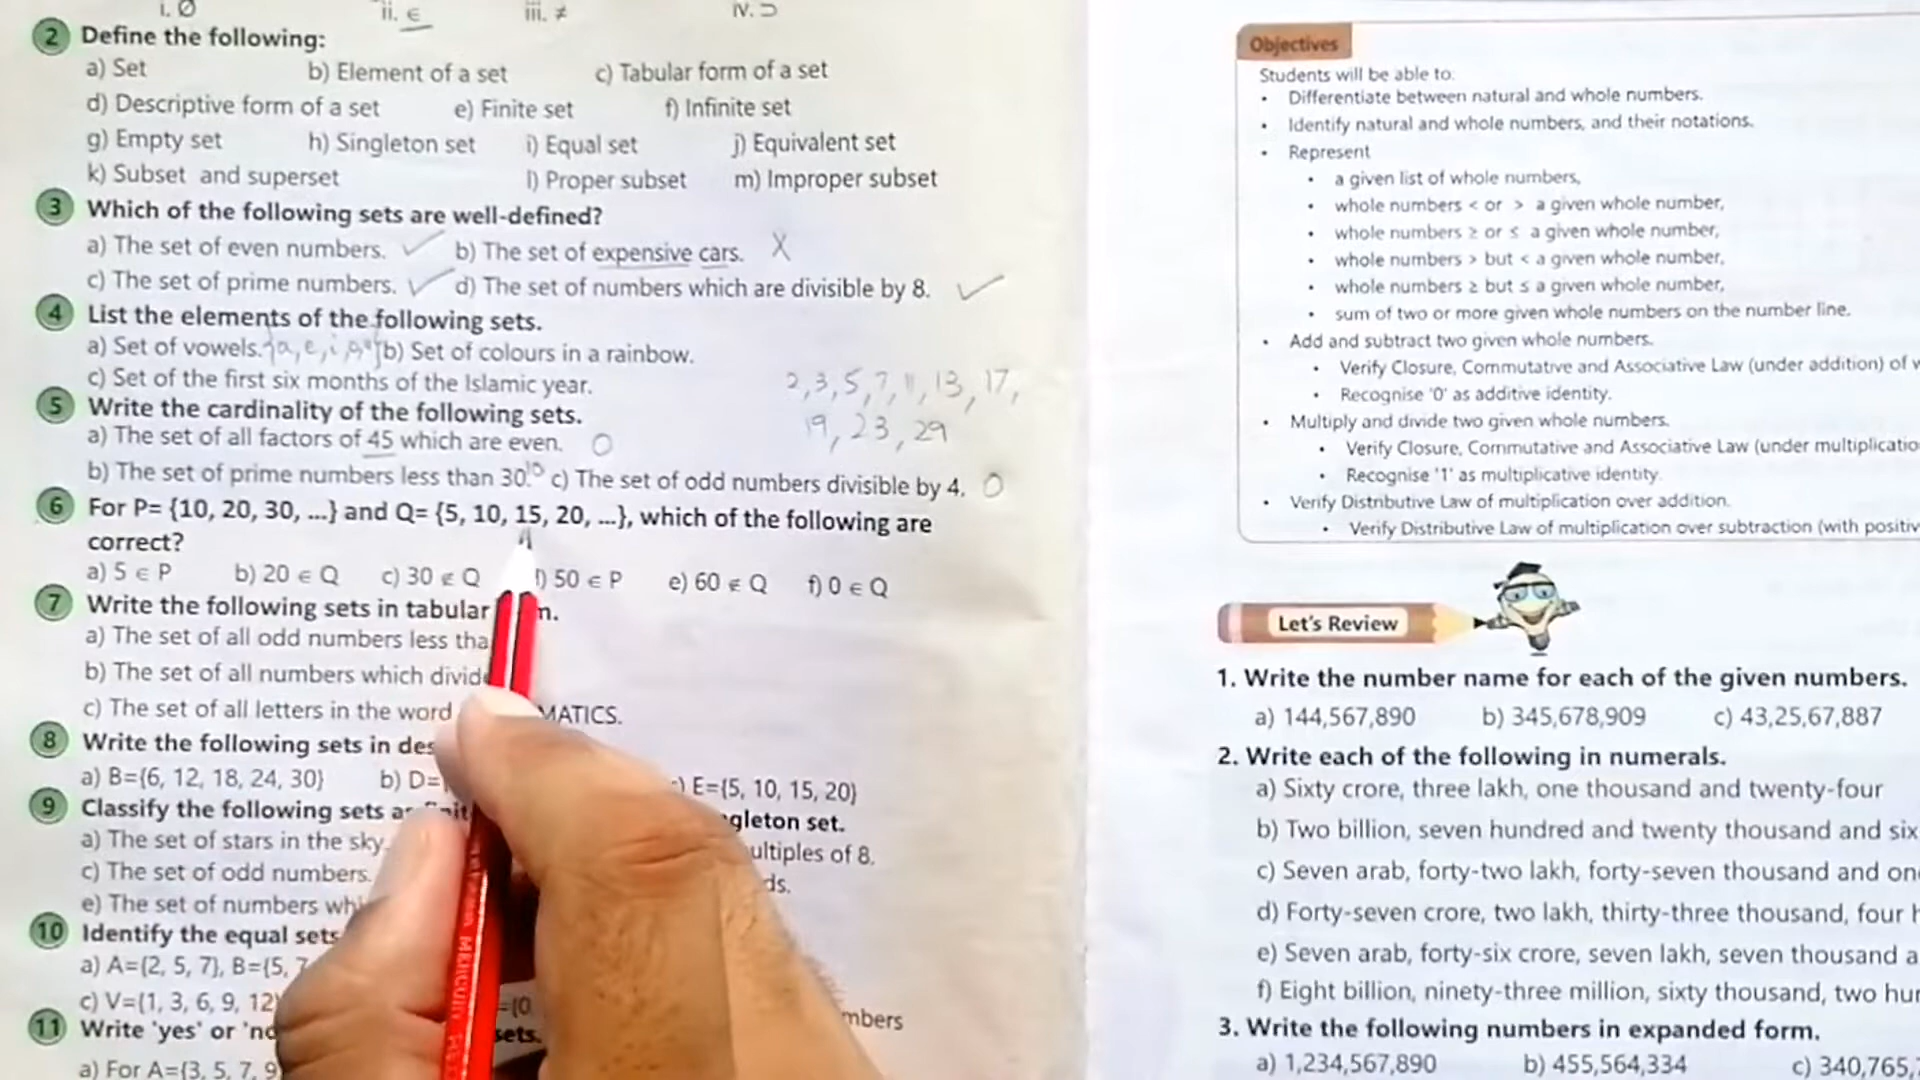 i. Ø ii. ∈ iii. ≠ iv. ⊃
2 Define the following:
a) Set b) Element of a set c) Tabular form of a set
d) Descriptive form of a set e) Finite set f) Infinite set
g) Empty set h) Singleton set i) Equal set j) Equivalent set
k) Subset and superset l) Proper subset m) Improper subset
3 Which of the following sets are well-defined?
a) The set of even numbers. ✓ b) The set of expensive cars. X
c) The set of prime numbers. ✓ d) The set of numbers which are divisible by 8. ✓
4 List the elements of the following sets.
a) Set of vowels. {a, e, i, b) Set of colours in a rainbow.
c) Set of the first six months of the Islamic year.
2, 3, 5, 7, 11, 13, 17,
19, 23, 29
5 Write the cardinality of the following sets.
a) The set of all factors of 45 which are even. 0
b) The set of prime numbers less than 30. 10 c) The set of odd numbers divisible by 4. 0
6 For P= {10, 20, 30, ...} and Q= {5, 10, 15, 20, ...}, which of the following are
correct?
a) 5 ∈ P b) 20 ∈ Q c) 30 ∉ Q d) 50 ∈ P e) 60 ∉ Q f) 0 ∈ Q
7 Write the following sets in tabular
a) The set of all odd numbers less
b) The set of all numbers which
c) The set of all letters in the word MATICS.
8 Write the following sets in
a) B={6, 12, 18, 24, 30} b) D= E={5, 10, 15, 20}
9 Classify the following sets gleton set.
a) The set of stars in the sky. ultiples of 8.
c) The set of odd numbers. ds.
e) The set of numbers
10 Identify the equal sets
a) A={2, 5, 7}, B={5, 7
c) V={1, 3, 6, 9, 12} ={0 mbers
11 Write 'yes' or sets.
a) For A={3, 5, 7, 9
Objectives
Students will be able to:
• Differentiate between natural and whole numbers.
• Identify natural and whole numbers, and their notations.
• Represent
• a given list of whole numbers,
• whole numbers < or > a given whole number,
• whole numbers ≥ or ≤ a given whole number,
• whole numbers > but < a given whole number,
• whole numbers ≥ but ≤ a given whole number,
• sum of two or more given whole numbers on the number line.
• Add and subtract two given whole numbers.
• Verify Closure, Commutative and Associative Law (under addition) of w
• Recognise '0' as additive identity.
• Multiply and divide two given whole numbers.
• Verify Closure, Commutative and Associative Law (under multiplicatio
• Recognise '1' as multiplicative identity.
• Verify Distributive Law of multiplication over addition.
• Verify Distributive Law of multiplication over subtraction (with positiv
Let's Review
1. Write the number name for each of the given numbers.
a) 144,567,890 b) 345,678,909 c) 43,25,67,887
2. Write each of the following in numerals.
a) Sixty crore, three lakh, one thousand and twenty-four
b) Two billion, seven hundred and twenty thousand and six
c) Seven arab, forty-two lakh, forty-seven thousand and on
d) Forty-seven crore, two lakh, thirty-three thousand, four h
e) Seven arab, forty-six crore, seven lakh, seven thousand a
f) Eight billion, ninety-three million, sixty thousand, two hun
3. Write the following numbers in expanded form.
a) 1,234,567,890 b) 455,564,334 c) 340,765,